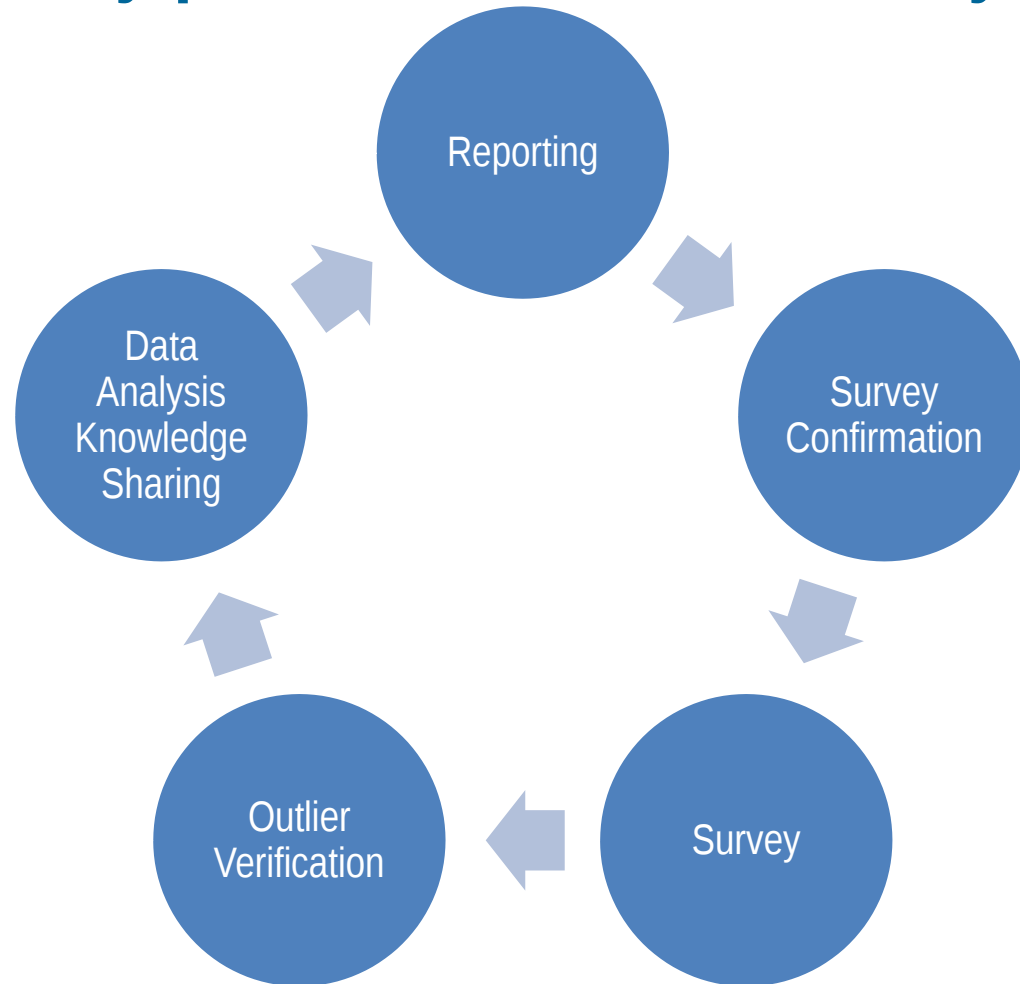 Reporting
Survey
Confirmation
Survey
Outlier
Verification
Data
Analysis
Knowledge
Sharing